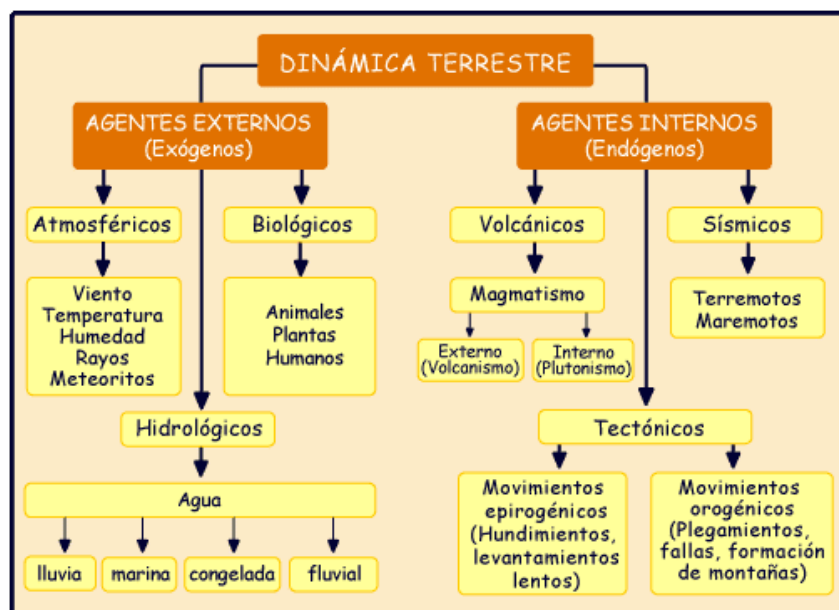 DINÁMICA TERRESTRE
AGENTES EXTERNOS
(Exógenos)
AGENTES INTERNOS
(Endógenos)
Atmosféricos
Biológicos
Volcánicos
Sísmicos
Viento
Temperatura
Humedad
Rayos
Meteoritos
Animales
Plantas
Humanos
Magmatismo
Terremotos
Maremotos
Externo
(Volcanismo)
Interno
(Plutonismo)
Hidrológicos
Tectónicos
Agua
lluvia
marina
congelada
fluvial
Movimientos
epirogénicos
(Hundimientos,
levantamientos
lentos)
Movimientos
orogénicos
(Plegamientos,
fallas, formación
de montañas)